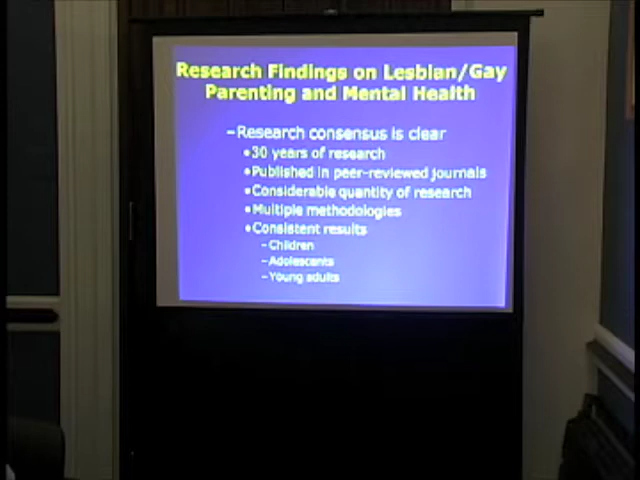 Research Findings on Lesbian/Gay
Parenting and Mental Health
–Research consensus is clear
•30 years of research
•Published in peer-reviewed journals
•Considerable quantity of research
•Multiple methodologies
•Consistent results
–Children
–Adolescents
–Young adults